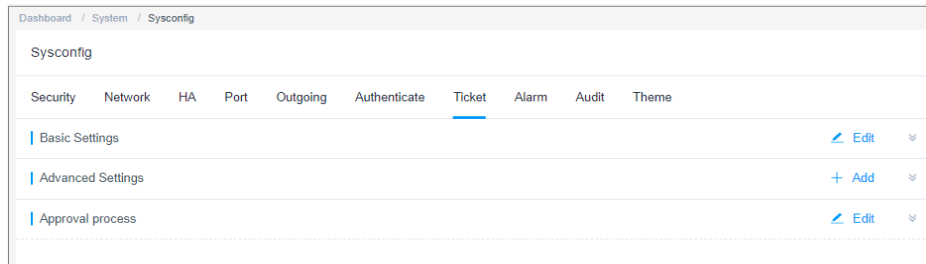 Dashboard / System / Sysconfig
Sysconfig
Security Network HA Port Outgoing Authenticate Ticket Alarm Audit Theme
Basic Settings Edit
Advanced Settings Add
Approval process Edit